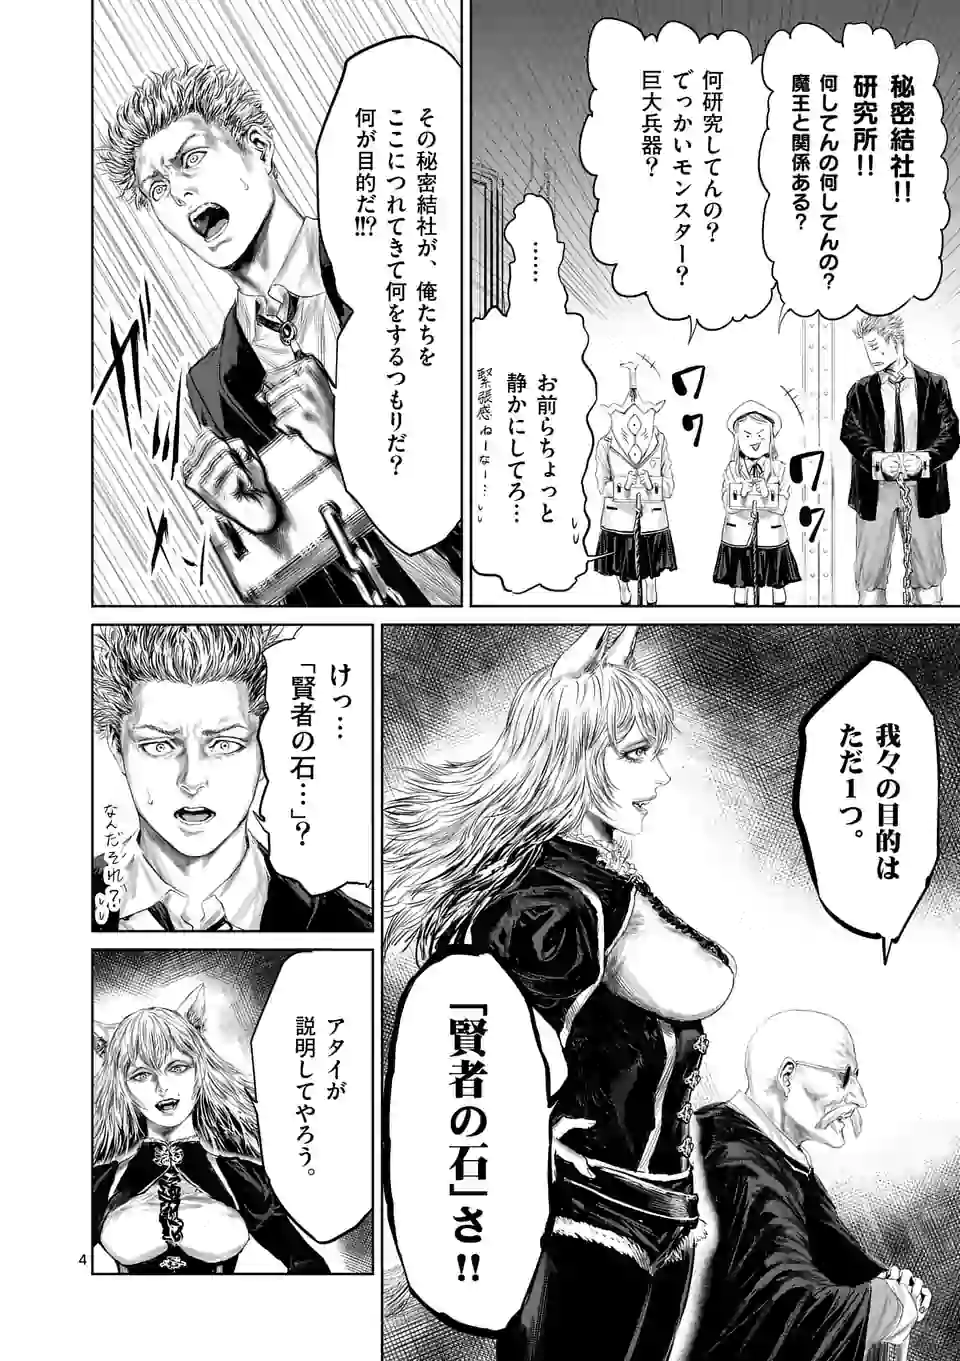 秘密結社!!
研究所!!
何してんの何してんの?
魔王と関係ある?
何研究してんの?
でっかいモンスター?
巨大兵器?
……
お前らちょっと
静かにしてろ…
緊張感ねーなー…
ワクワク
その秘密結社が、俺たちを
ここにつれてきて何をするつもりだ?
何が目的だ!!!?
我々の目的は
ただ1つ。
「賢者の石」さ!!
けっ…
「賢者の石…」?
なんだそれ?
アタイが
説明してやろう。
4